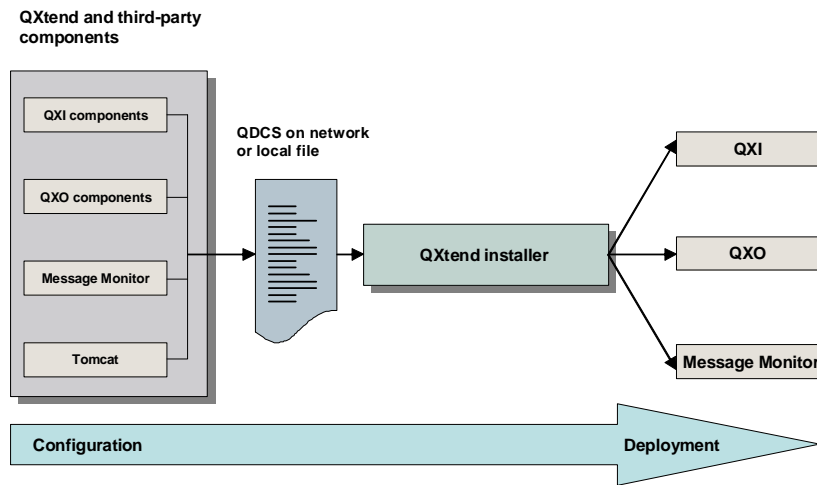 QXtend and third-party
components
QXI components
QXO components
Message Monitor
Tomcat
QDCS on network
or local file
QXtend installer
QXI
QXO
Message Monitor
Configuration
Deployment